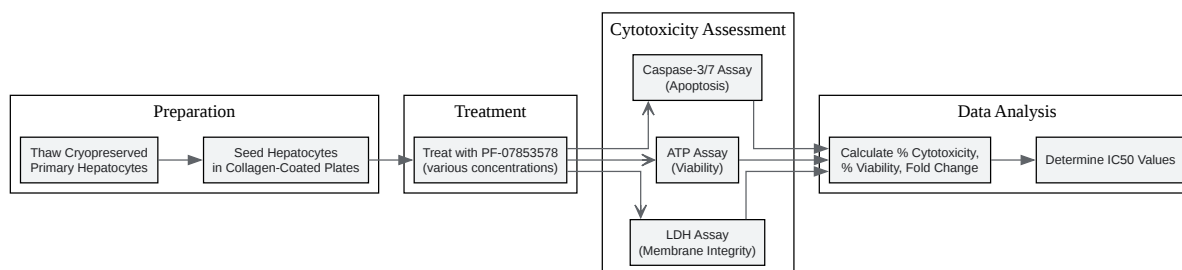 Preparation
Thaw Cryopreserved
Primary Hepatocytes
Seed Hepatocytes
in Collagen-Coated Plates
Treatment
Treat with PF-07853578
(various concentrations)
Cytotoxicity Assessment
Caspase-3/7 Assay
(Apoptosis)
ATP Assay
(Viability)
LDH Assay
(Membrane Integrity)
Data Analysis
Calculate % Cytotoxicity,
% Viability, Fold Change
Determine IC50 Values